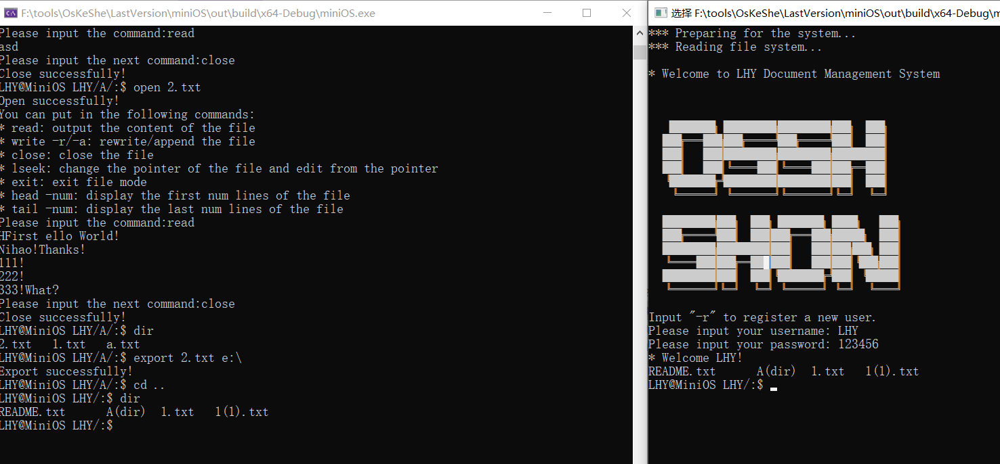 F:\tools\OsKeShe\LastVersion\miniOS\out\build\x64-Debug\miniOS.exe
Please input the command:read
asd
Please input the next command:close
Close successfully!
LHY@MiniOS LHY/A/:$ open 2.txt
Open successfully!
You can put in the following commands:
* read: output the content of the file
* write -r/-a: rewrite/append the file
* close: close the file
* lseek: change the pointer of the file and edit from the pointer
* exit: exit file mode
* head -num: display the first num lines of the file
* tail -num: display the last num lines of the file
Please input the command:read
HFirst ello World!
Nihao!Thanks!
111!
222!
333!What?
Please input the next command:close
Close successfully!
LHY@MiniOS LHY/A/:$ dir
2.txt   1.txt   a.txt
LHY@MiniOS LHY/A/:$ export 2.txt e:\
Export successfully!
LHY@MiniOS LHY/A/:$ cd ..
LHY@MiniOS LHY/:$ dir
README.txt      A(dir)  1.txt   1(1).txt
LHY@MiniOS LHY/:$
选择 F:\tools\OsKeShe\LastVersion\miniOS\out\build\x64-Debug\m
*** Preparing for the system...
*** Reading file system...
* Welcome to LHY Document Management System
OSSH
SHON
Input "-r" to register a new user.
Please input your username: LHY
Please input your password: 123456
* Welcome LHY!
README.txt      A(dir)  1.txt   1(1).txt
LHY@MiniOS LHY/:$